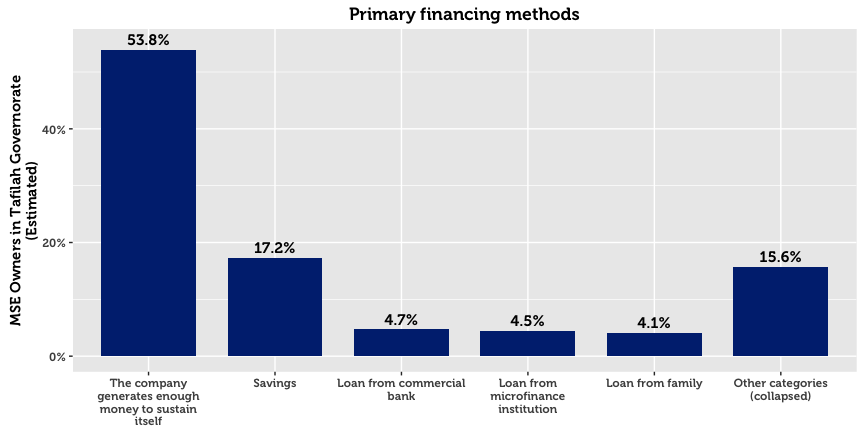 Primary financing methods
MSE Owners in Tafilah Governorate
(Estimated)
40%
20%
0%
53.8%
17.2%
4.7%
4.5%
4.1%
15.6%
The company
generates enough
money to sustain
itself
Savings
Loan from commercial
bank
Loan from
microfinance
institution
Loan from family
Other categories
(collapsed)